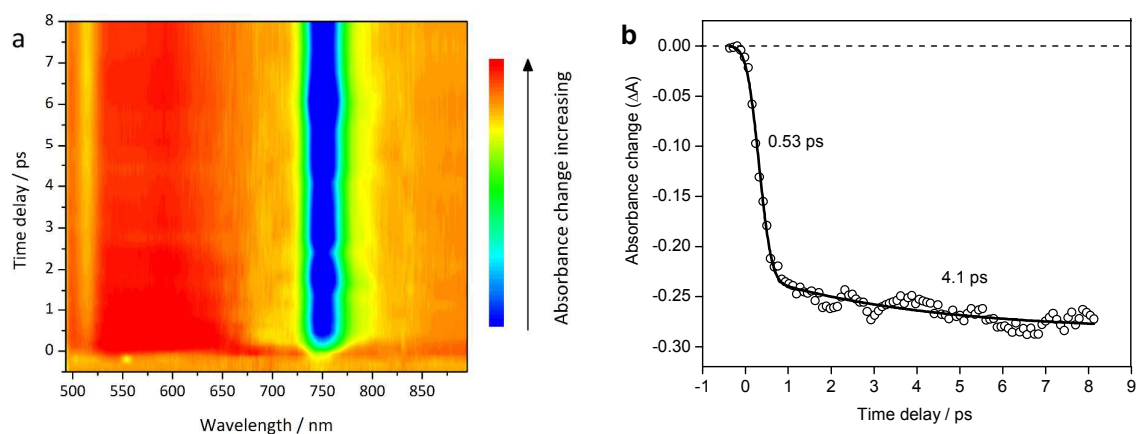 a
8
7
6
5
4
3
2
1
0
Time delay / ps
500 550 600 650 700 750 800 850
Wavelength / nm
Absorbance change increasing
b
0.00
-0.05
-0.10
-0.15
-0.20
-0.25
-0.30
Absorbance change (ΔA)
0.53 ps
4.1 ps
-1 0 1 2 3 4 5 6 7 8 9
Time delay / ps